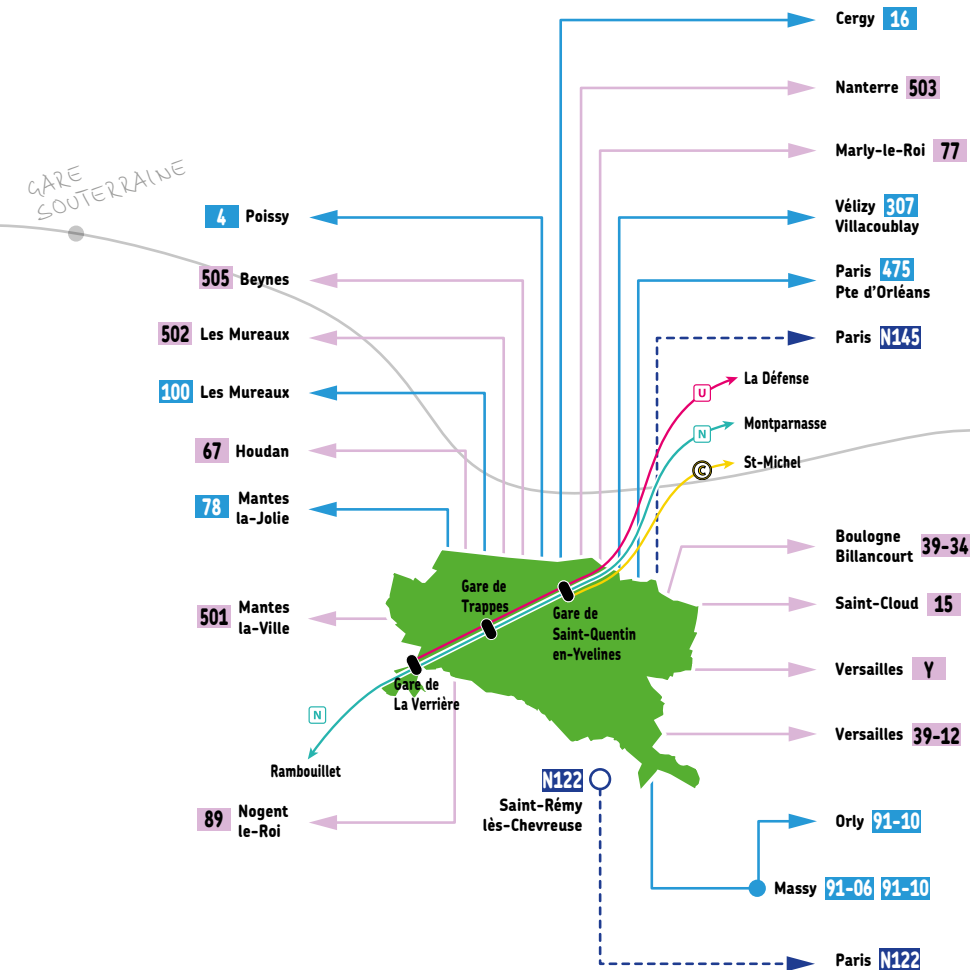 Cergy 16
Nanterre 503
Marly-le-Roi 77
GARE
SOUTERRAINE
4 Poissy
Vélizy 307
Villacoublay
505 Beynes
Paris 475
Pte d'Orléans
502 Les Mureaux
Paris N145
100 Les Mureaux
U
La Défense
N
Montparnasse
C
St-Michel
67 Houdan
78 Mantes
la-Jolie
Boulogne
Billancourt 39-34
Gare de
Trappes
Gare de
Saint-Quentin
en-Yvelines
Saint-Cloud 15
501 Mantes
la-Ville
Versailles Y
Gare de
La Verrière
N
Versailles 39-12
Rambouillet
N122
Saint-Rémy
lès-Chevreuse
89 Nogent
le-Roi
Orly 91-10
Massy 91-06 91-10
Paris N122